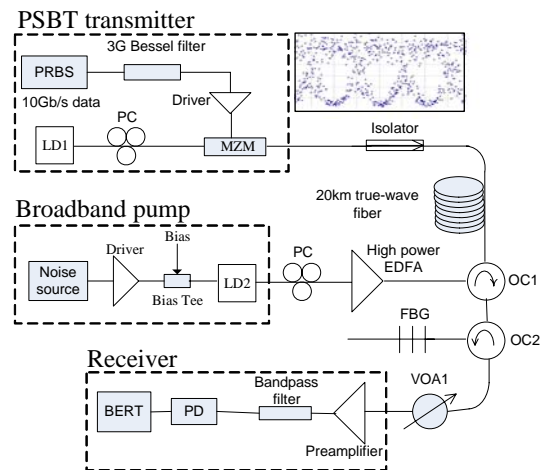 PSBT transmitter
3G Bessel filter
PRBS
10Gb/s data
Driver
PC
LD1
MZM
Isolator
20km true-wave
fiber
Broadband pump
Driver
Bias
PC
High power
EDFA
Noise
source
LD2
Bias Tee
OC1
FBG
OC2
Receiver
Bandpass
filter
VOA1
BERT
PD
Preamplifier